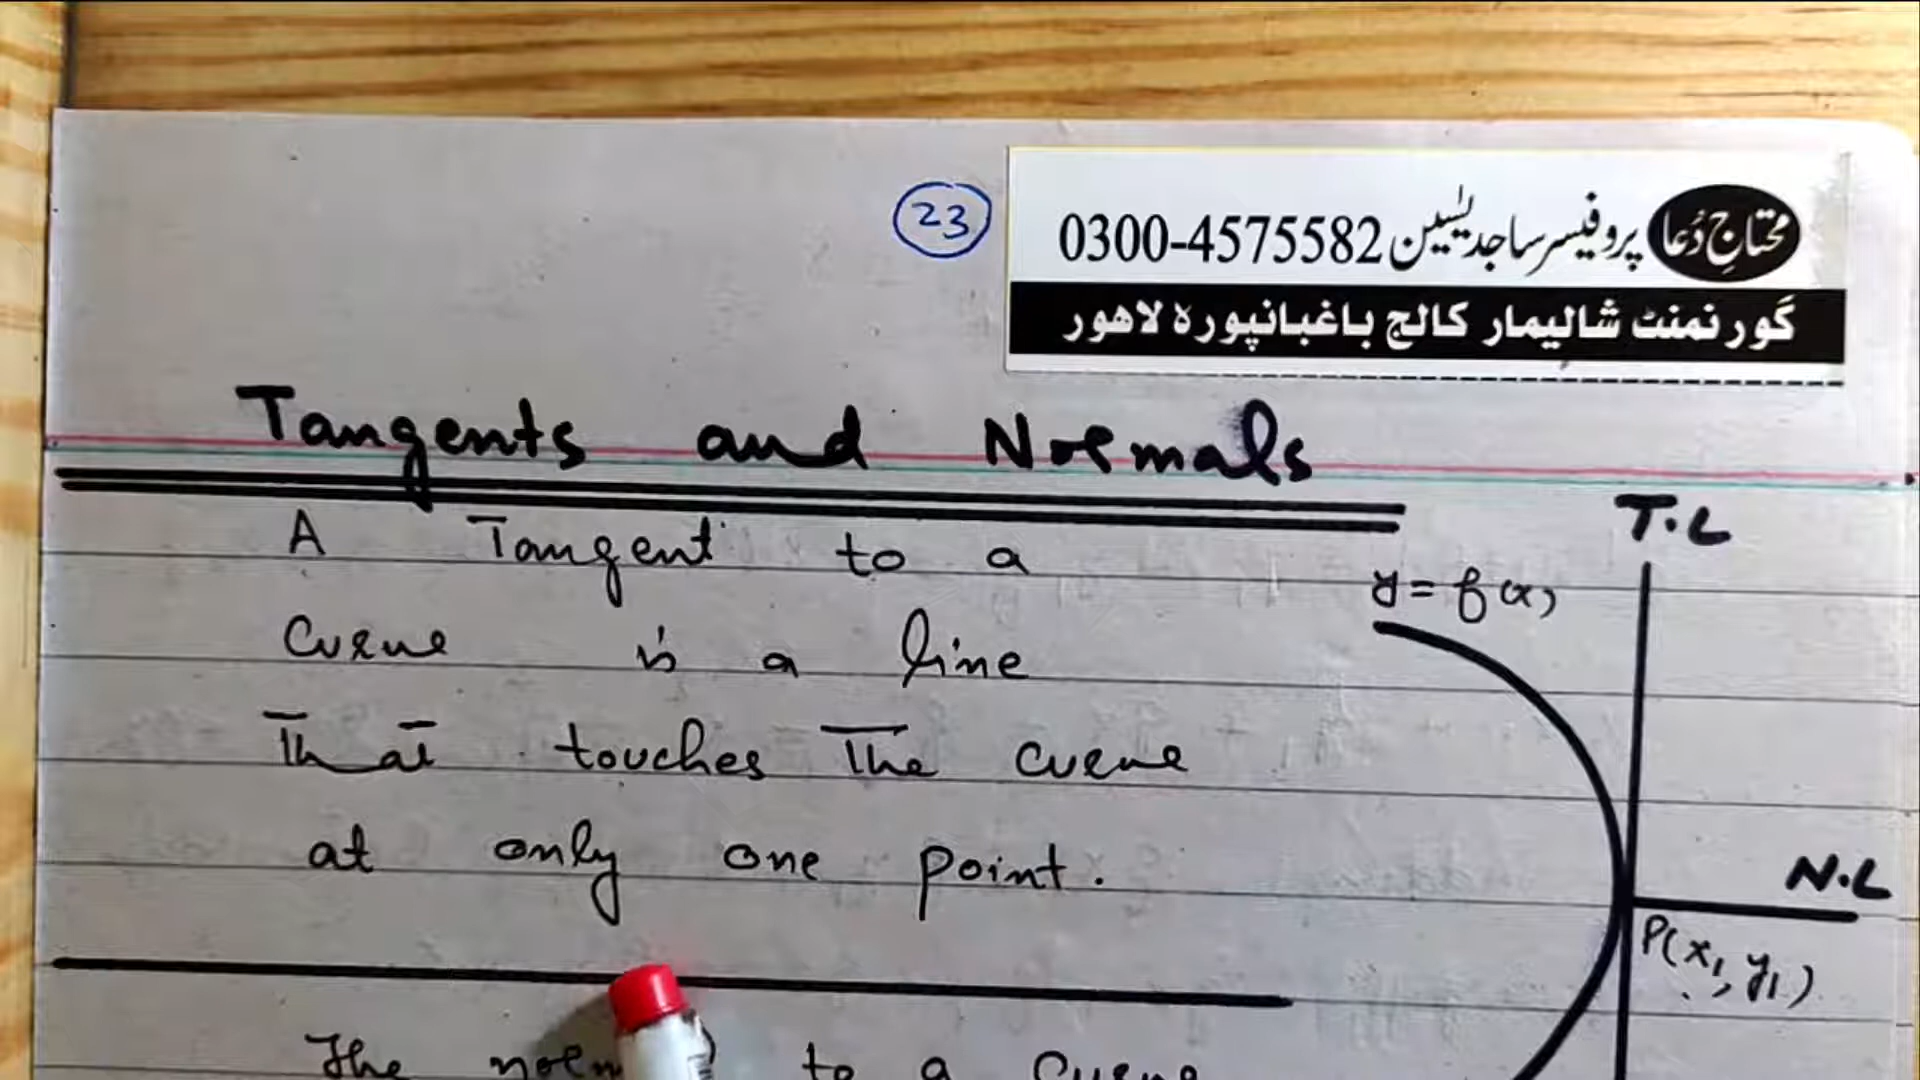 23
محتاجِ دُعا پروفیسر ساجد یٰسین 0300-4575582
گورنمنٹ شالیمار کالج باغبانپورہ لاہور
Tangents and Normals
T.L
A Tangent to a
y = f(x)
Curve is a line
That touches The curve
at only one point.
N.L
P(x₁, y₁)
The to a curve